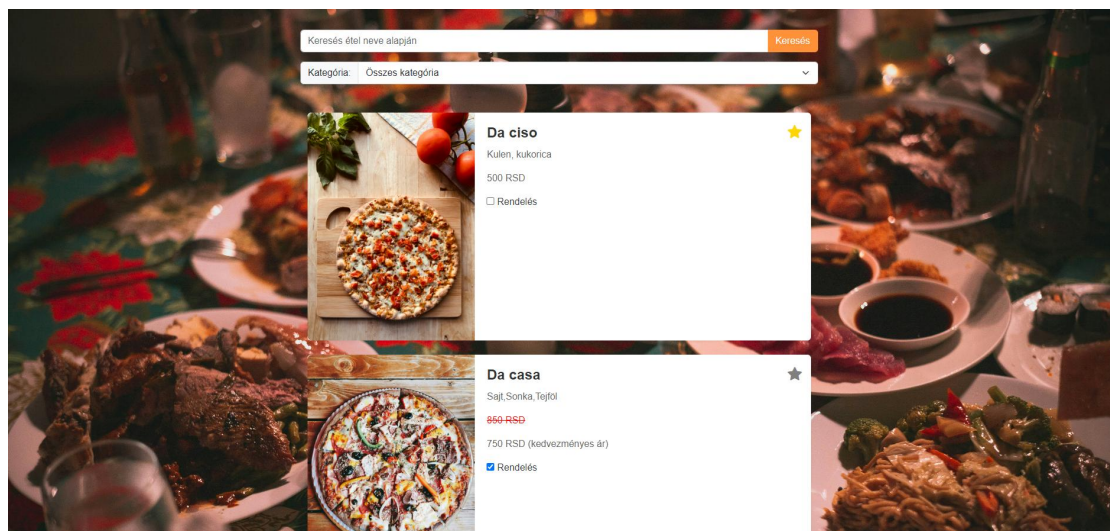 Keresés étel neve alapján
Keresés
Kategória:
Összes kategória
Da ciso
Kulen, kukorica
500 RSD
Rendelés
Da casa
Sajt,Sonka,Tejföl
850 RSD
750 RSD (kedvezményes ár)
Rendelés